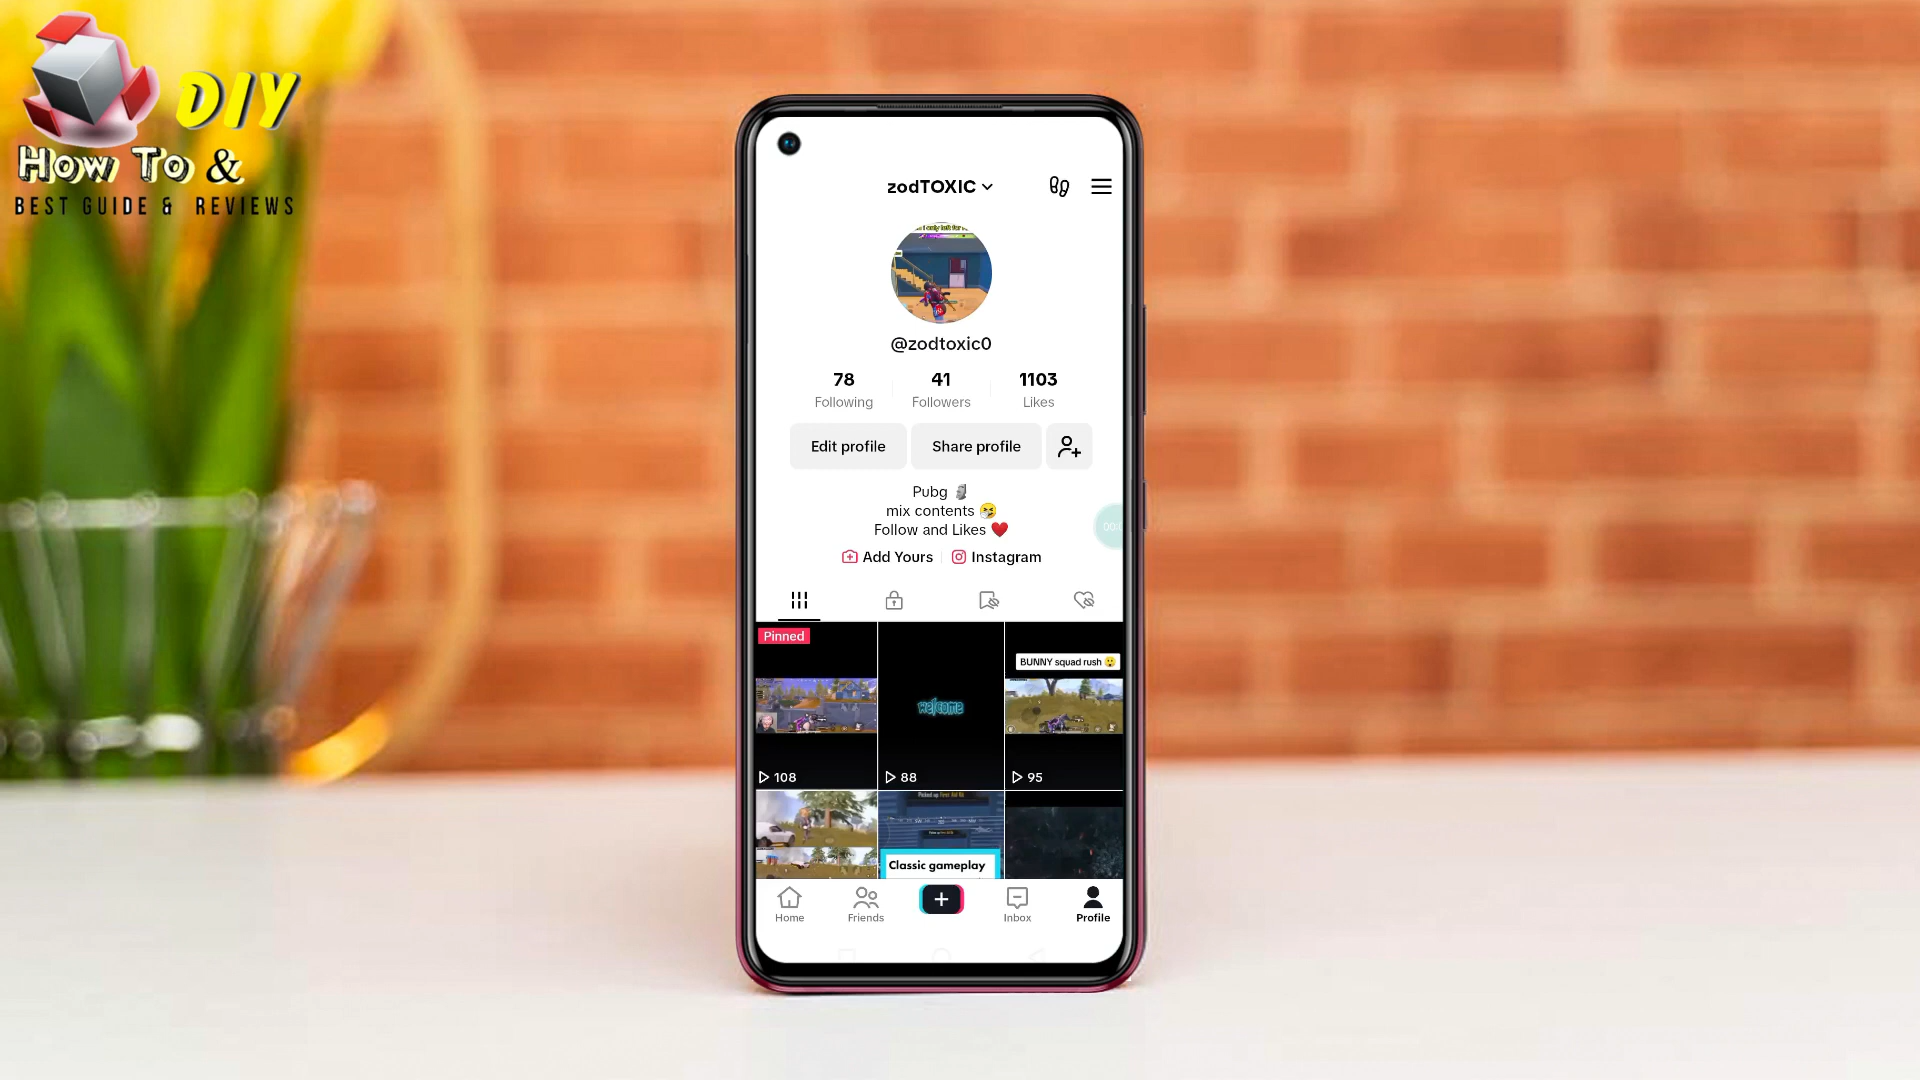 DIY
How To &
BEST GUIDE & REVIEWS
zodTOXIC
@zodtoxic0
78
41
1103
Following
Followers
Likes
Edit profile
Share profile
Pubg 🗿
mix contents 🤧
Follow and Likes ❤️
Add Yours
Instagram
Pinned
BUNNY squad rush 😲
welcome
108
88
95
Classic gameplay
Home
Friends
Inbox
Profile